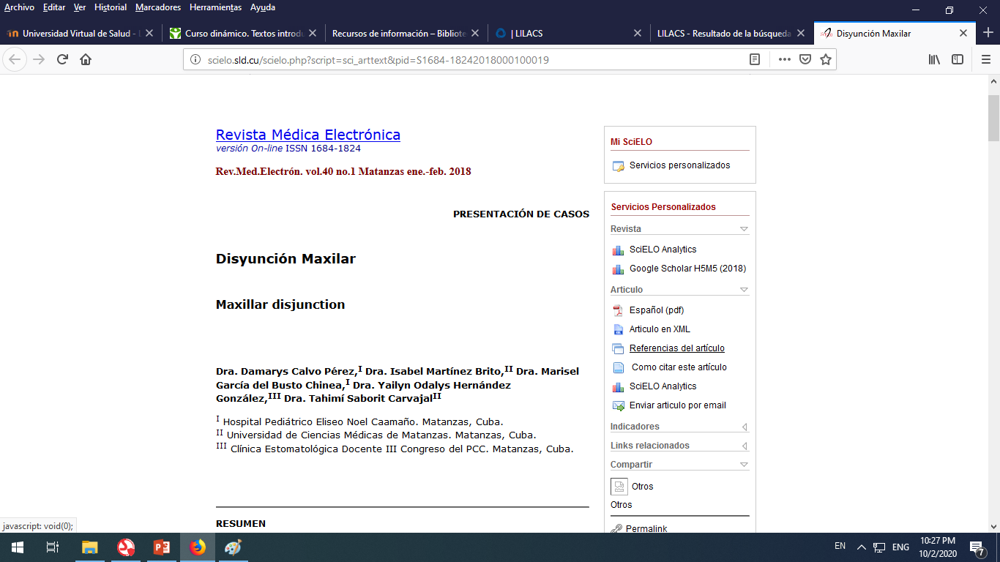 Archivo Editar Ver Historial Marcadores Herramientas Ayuda
Universidad Virtual de Salud - Curso dinámico. Textos introdu Recursos de información – Bibliote | LILACS LILACS - Resultado de la búsqueda Disyunción Maxilar
scielo.sld.cu/scielo.php?script=sci_arttext&pid=S1684-18242018000100019
Revista Médica Electrónica
versión On-line ISSN 1684-1824
Rev.Med.Electrón. vol.40 no.1 Matanzas ene.-feb. 2018
PRESENTACIÓN DE CASOS
Disyunción Maxilar
Maxillar disjunction
Dra. Damarys Calvo Pérez,I Dra. Isabel Martínez Brito,II Dra. Marisel
García del Busto Chinea,I Dra. Yailyn Odalys Hernández
González,III Dra. Tahimí Saborit CarvajalII
I Hospital Pediátrico Eliseo Noel Caamaño. Matanzas, Cuba.
II Universidad de Ciencias Médicas de Matanzas. Matanzas, Cuba.
III Clínica Estomatológica Docente III Congreso del PCC. Matanzas, Cuba.
RESUMEN
Mi SciELO
Servicios personalizados
Servicios Personalizados
Revista
SciELO Analytics
Google Scholar H5M5 (2018)
Articulo
Español (pdf)
Articulo en XML
Referencias del artículo
Como citar este artículo
SciELO Analytics
Enviar articulo por email
Indicadores
Links relacionados
Compartir
Otros
Otros
Permalink
javascript: void(0);
EN ENG 10:27 PM
10/2/2020
7